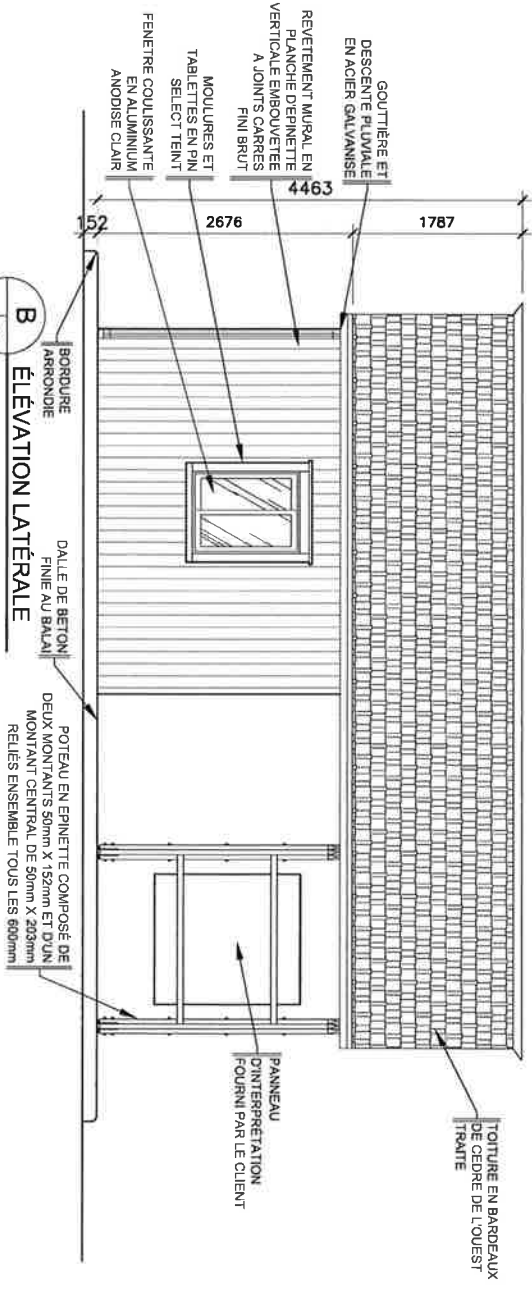 GOUTTIÈRE ET
DESCENTE PLUVIALE
EN ACIER GALVANISE
REVETEMENT MURAL EN
PLANCHE D'EPINETTE
VERTICALE EMBOUVETEE
A JOINTS CARRES
FINI BRUT
MOULURES ET
TABLETTES EN PIN
SELECT TEINT
FENETRE COULISSANTE
EN ALUMINIUM
ANODISE CLAIR
4463
152
2676
1787
TOITURE EN BARDEAUX
DE CEDRE DE L'OUEST
TRAITE
PANNEAU
D'INTERPRÉTATION
FOURNI PAR LE CLIENT
BORDURE
ARRONDIE
DALLE DE BETON
FINIE AU BALAI
POTEAU EN EPINETTE COMPOSÉ DE
DEUX MONTANTS 50mm X 152mm ET D'UN
MONTANT CENTRAL DE 50mm X 203mm
RELIÉS ENSEMBLE TOUS LES 600mm
B
ÉLÉVATION LATÉRALE